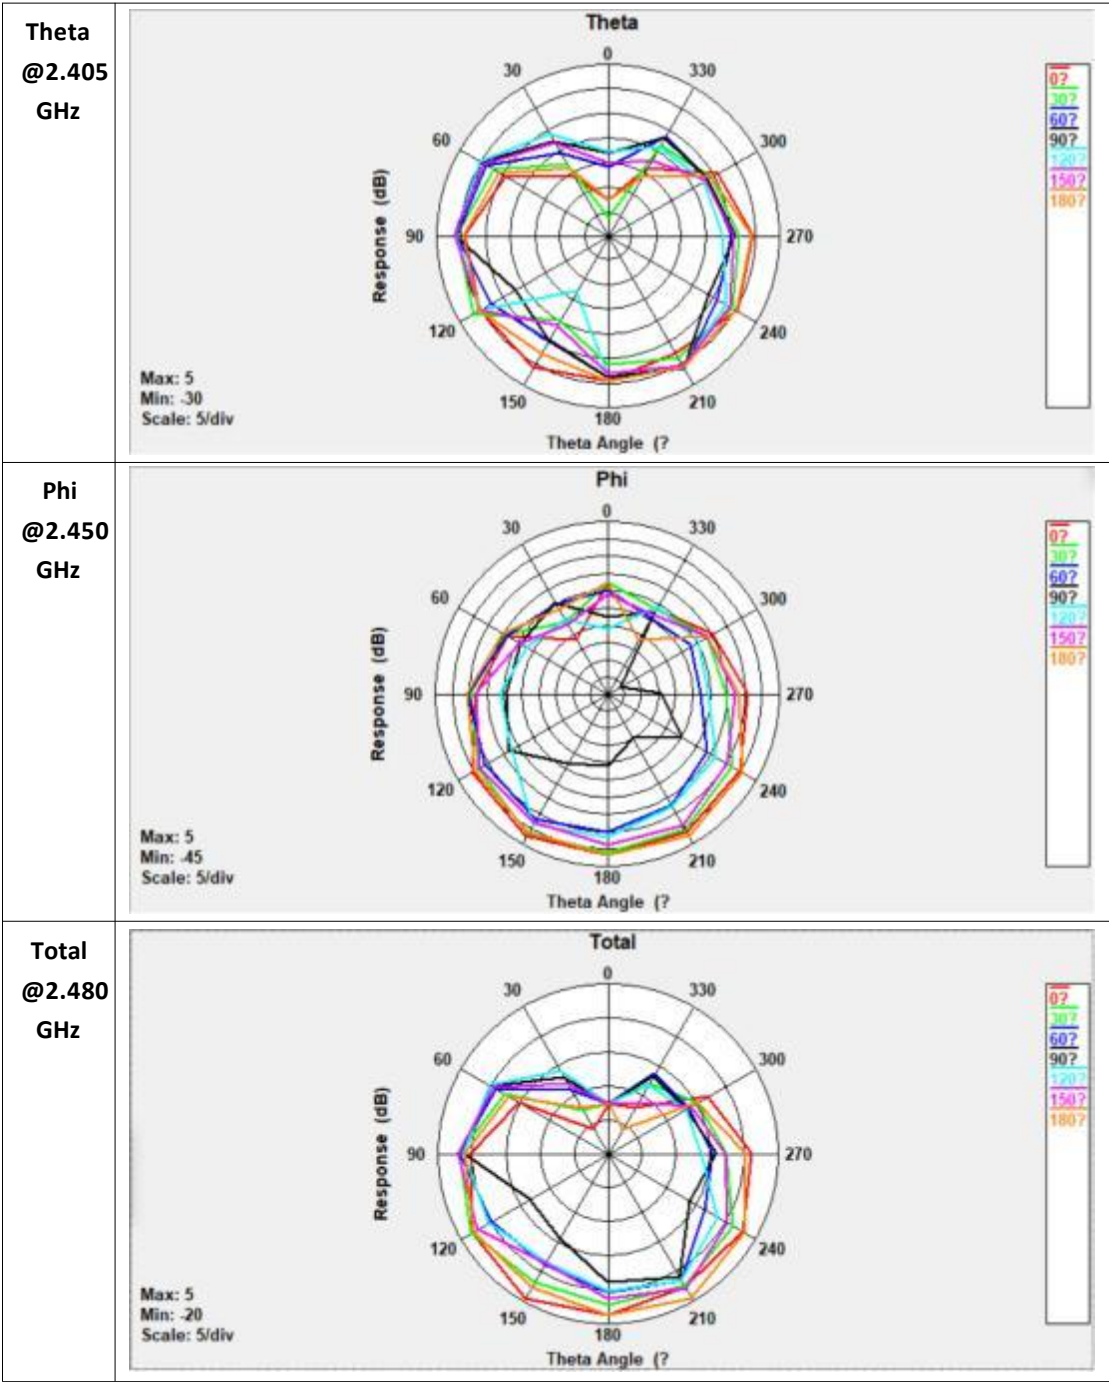 Theta
@2.405
GHz
Theta
0
30
330
60
300
90
270
120
240
150
210
180
Response (dB)
Theta Angle (?
Max: 5
Min: -30
Scale: 5/div
0?
30?
60?
90?
120?
150?
180?
Phi
@2.450
GHz
Phi
0
30
330
60
300
90
270
120
240
150
210
180
Response (dB)
Theta Angle (?
Max: 5
Min: -45
Scale: 5/div
0?
30?
60?
90?
120?
150?
180?
Total
@2.480
GHz
Total
0
30
330
60
300
90
270
120
240
150
210
180
Response (dB)
Theta Angle (?
Max: 5
Min: -20
Scale: 5/div
0?
30?
60?
90?
120?
150?
180?